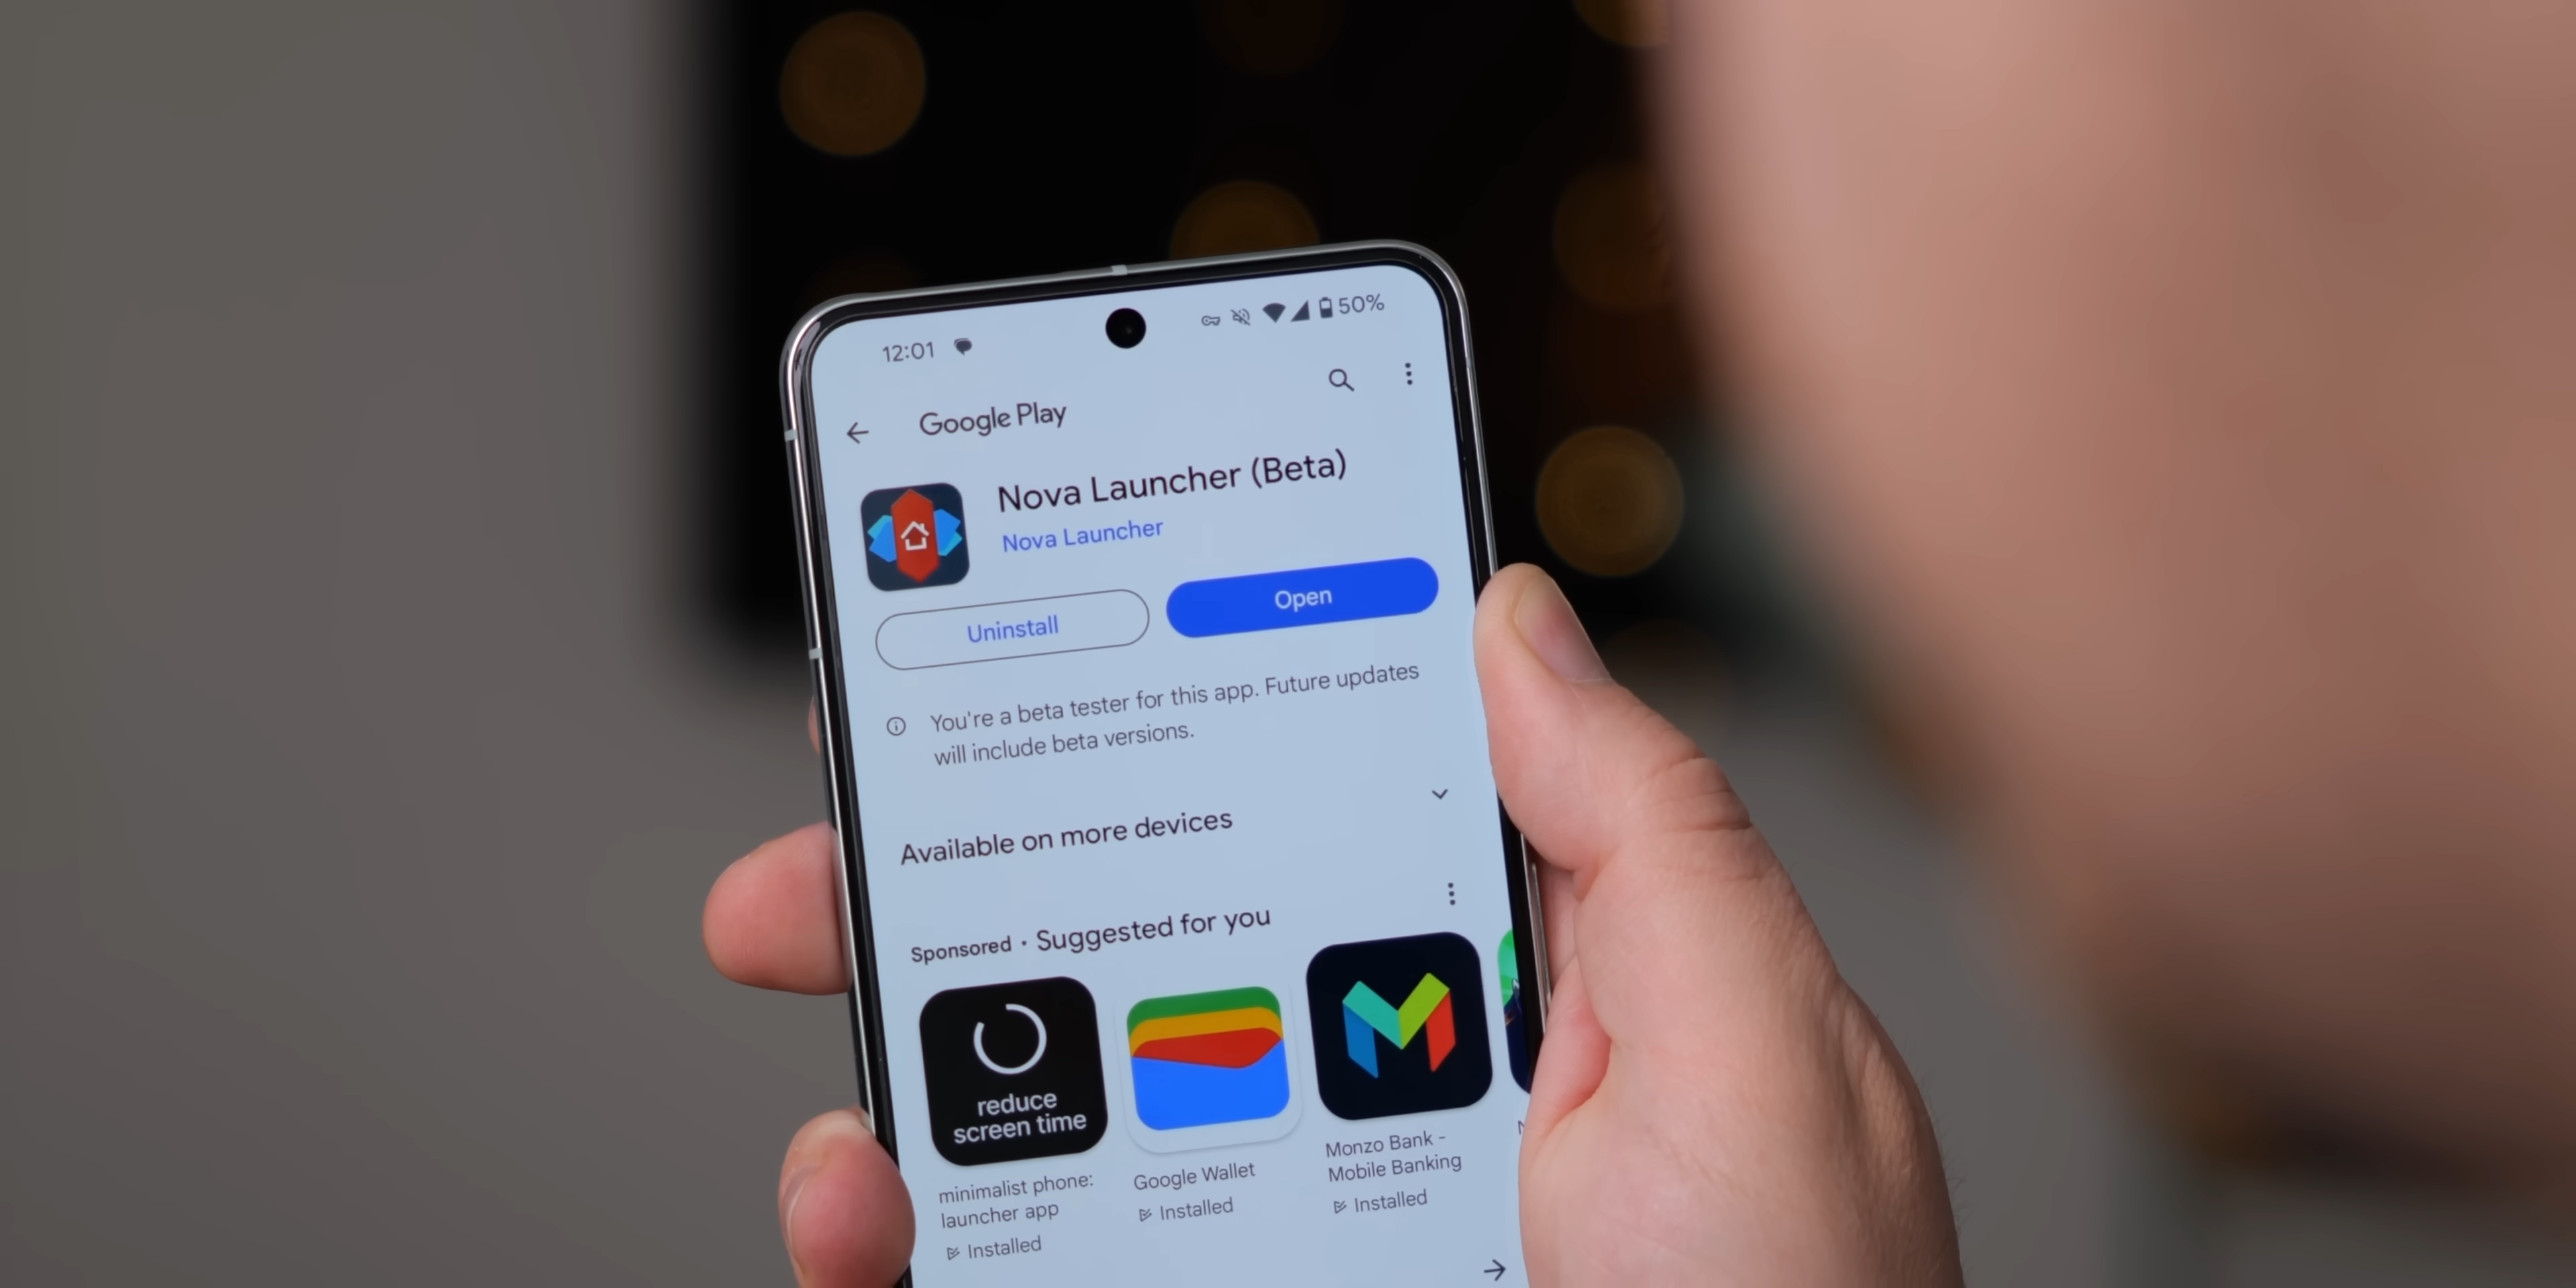 12:01
50%
Google Play
Nova Launcher (Beta)
Nova Launcher
Uninstall
Open
You're a beta tester for this app. Future updates
will include beta versions.
Available on more devices
Sponsored • Suggested for you
reduce
screen time
minimalist phone:
launcher app
Installed
Google Wallet
Installed
Monzo Bank -
Mobile Banking
Installed